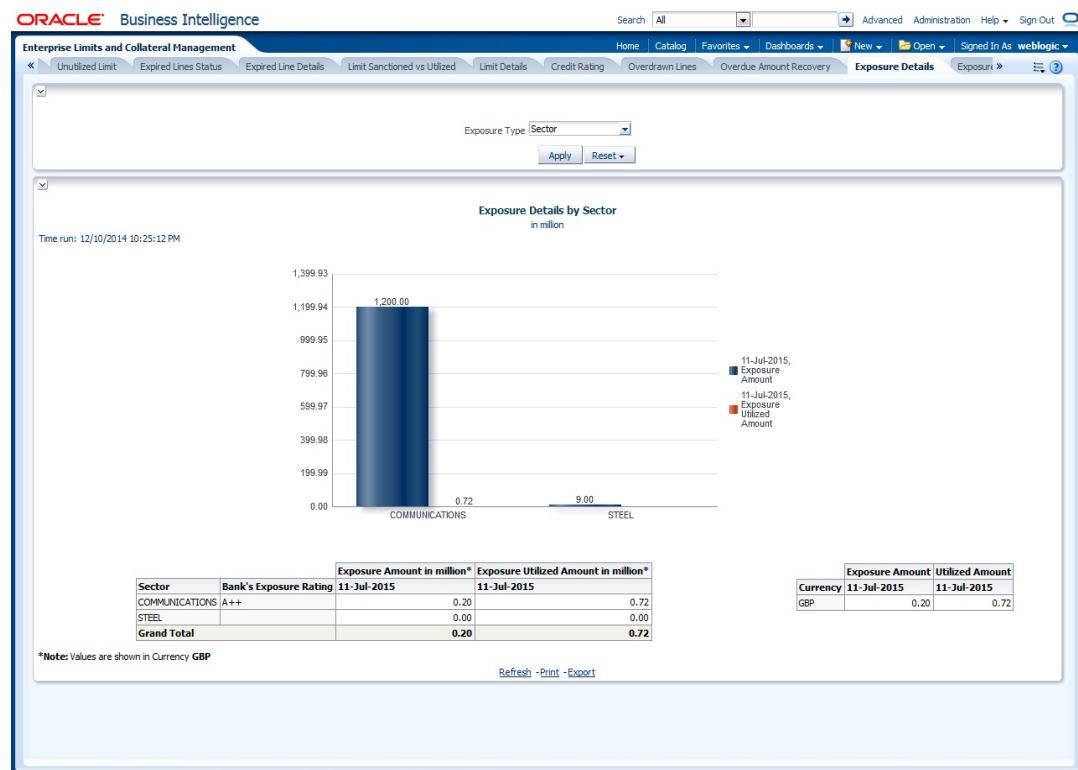 ORACLE Business Intelligence
Search All Advanced Administration Help Sign Out
Enterprise Limits and Collateral Management
Home Catalog Favorites Dashboards New Open Signed In As weblogic
« Unutilized Limit Expired Lines Status Expired Line Details Limit Sanctioned vs Utilized Limit Details Credit Rating Overdrawn Lines Overdue Amount Recovery Exposure Details Exposure »
Exposure Type Sector
Apply Reset
Exposure Details by Sector
in million
Time run: 12/10/2014 10:25:12 PM
1,399.93
1,199.94
999.95
799.96
599.97
399.98
199.99
0.00
1,200.00
0.72
9.00
COMMUNICATIONS STEEL
11-Jul-2015,
Exposure
Amount
11-Jul-2015,
Exposure
Utilized
Amount
Exposure Amount in million* Exposure Utilized Amount in million*
Sector Bank's Exposure Rating 11-Jul-2015 11-Jul-2015
COMMUNICATIONS A++ 0.20 0.72
STEEL 0.00 0.00
Grand Total 0.20 0.72
Exposure Amount Utilized Amount
Currency 11-Jul-2015 11-Jul-2015
GBP 0.20 0.72
*Note: Values are shown in Currency GBP
Refresh - Print - Export